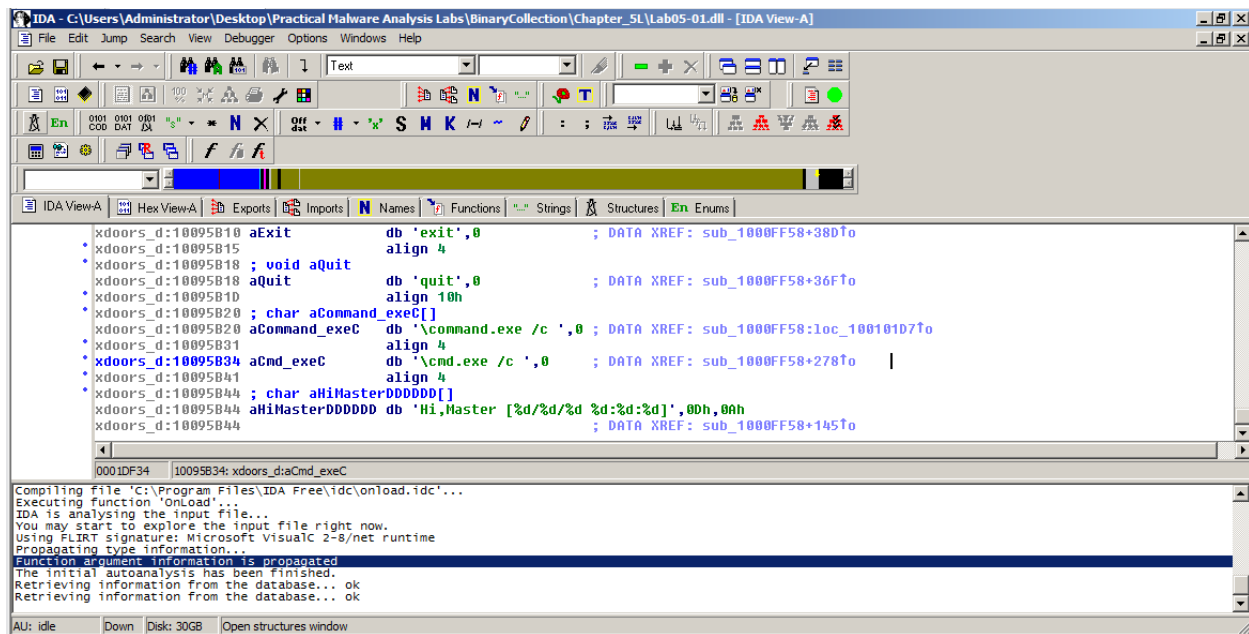 IDA - C:\Users\Administrator\Desktop\Practical Malware Analysis Labs\BinaryCollection\Chapter_5L\Lab05-01.dll - [IDA View-A]
File Edit Jump Search View Debugger Options Windows Help
Text
En
IDA View-A Hex View-A Exports Imports N Names Functions Strings Structures En Enums
xdoors_d:10095B10 aExit db 'exit',0 ; DATA XREF: sub_1000FF58+38D↑o
xdoors_d:10095B15 align 4
xdoors_d:10095B18 ; void aQuit
xdoors_d:10095B18 aQuit db 'quit',0 ; DATA XREF: sub_1000FF58+36F↑o
xdoors_d:10095B1D align 10h
xdoors_d:10095B20 ; char aCommand_exeC[]
xdoors_d:10095B20 aCommand_exeC db '\command.exe /c ',0 ; DATA XREF: sub_1000FF58:loc_100101D7↑o
xdoors_d:10095B31 align 4
xdoors_d:10095B34 aCmd_exeC db '\cmd.exe /c ',0 ; DATA XREF: sub_1000FF58+278↑o
xdoors_d:10095B41 align 4
xdoors_d:10095B44 ; char aHiMasterDDDDDD[]
xdoors_d:10095B44 aHiMasterDDDDDD db 'Hi,Master [%d/%d/%d %d:%d:%d]',0Dh,0Ah
xdoors_d:10095B44 ; DATA XREF: sub_1000FF58+145↑o
0001DF34 10095B34: xdoors_d:aCmd_exeC
Compiling file 'C:\Program Files\IDA Free\idc\onload.idc'...
Executing function 'OnLoad'...
IDA is analysing the input file...
You may start to explore the input file right now.
Using FLIRT signature: Microsoft VisualC 2-8/net runtime
Propagating type information...
Function argument information is propagated
The initial autoanalysis has been finished.
Retrieving information from the database... ok
Retrieving information from the database... ok
AU: idle Down Disk: 30GB Open structures window